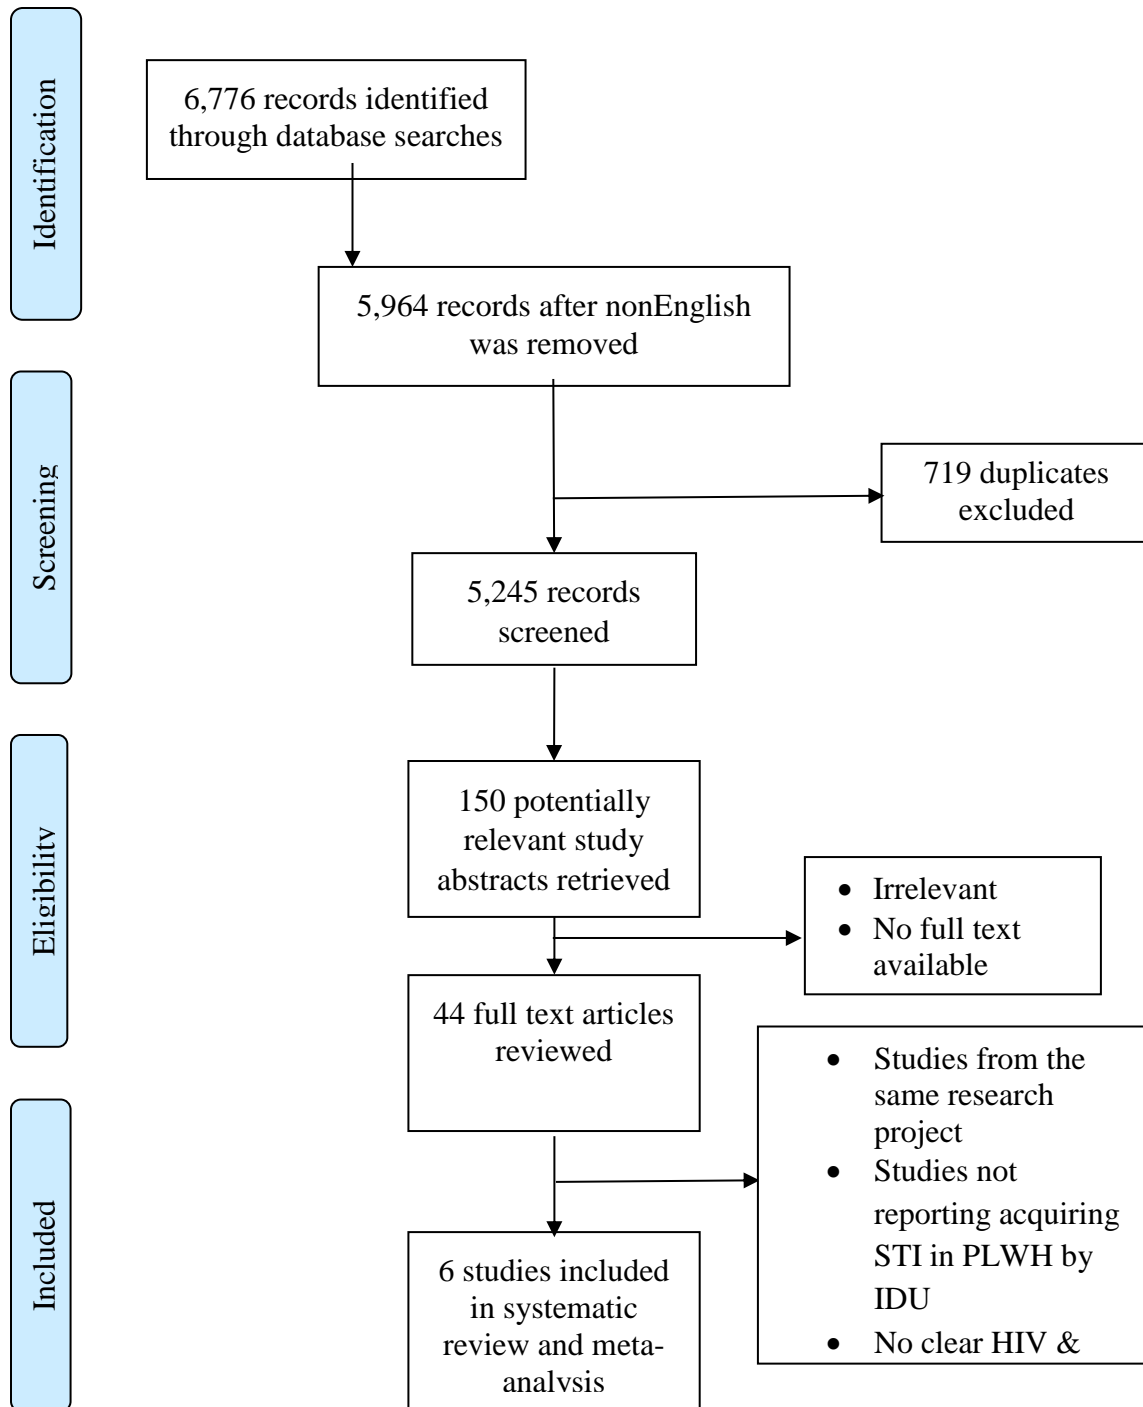 Identification
6,776 records identified
through database searches
5,964 records after nonEnglish
was removed
Screening
719 duplicates
excluded
5,245 records
screened
Eligibility
150 potentially
relevant study
abstracts retrieved
• Irrelevant
• No full text
available
44 full text articles
reviewed
• Studies from the
same research
project
• Studies not
reporting acquiring
STI in PLWH by
IDU
• No clear HIV &
Included
6 studies included
in systematic
review and meta-
analysis